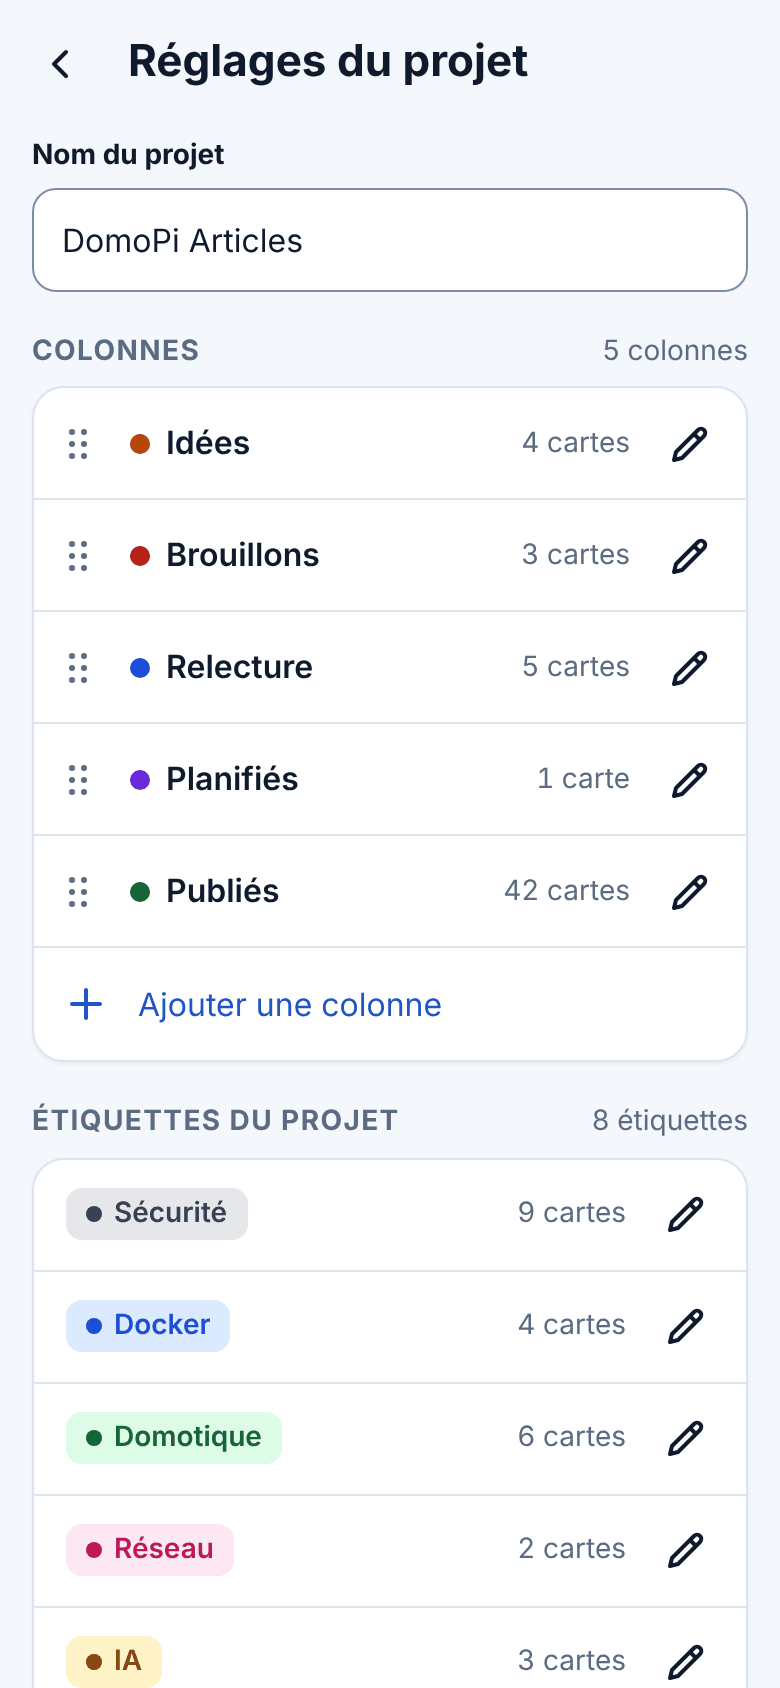 Réglages du projet
Nom du projet
DomoPi Articles
COLONNES 5 colonnes
Idées 4 cartes
Brouillons 3 cartes
Relecture 5 cartes
Planifiés 1 carte
Publiés 42 cartes
Ajouter une colonne
ÉTIQUETTES DU PROJET 8 étiquettes
Sécurité 9 cartes
Docker 4 cartes
Domotique 6 cartes
Réseau 2 cartes
IA 3 cartes